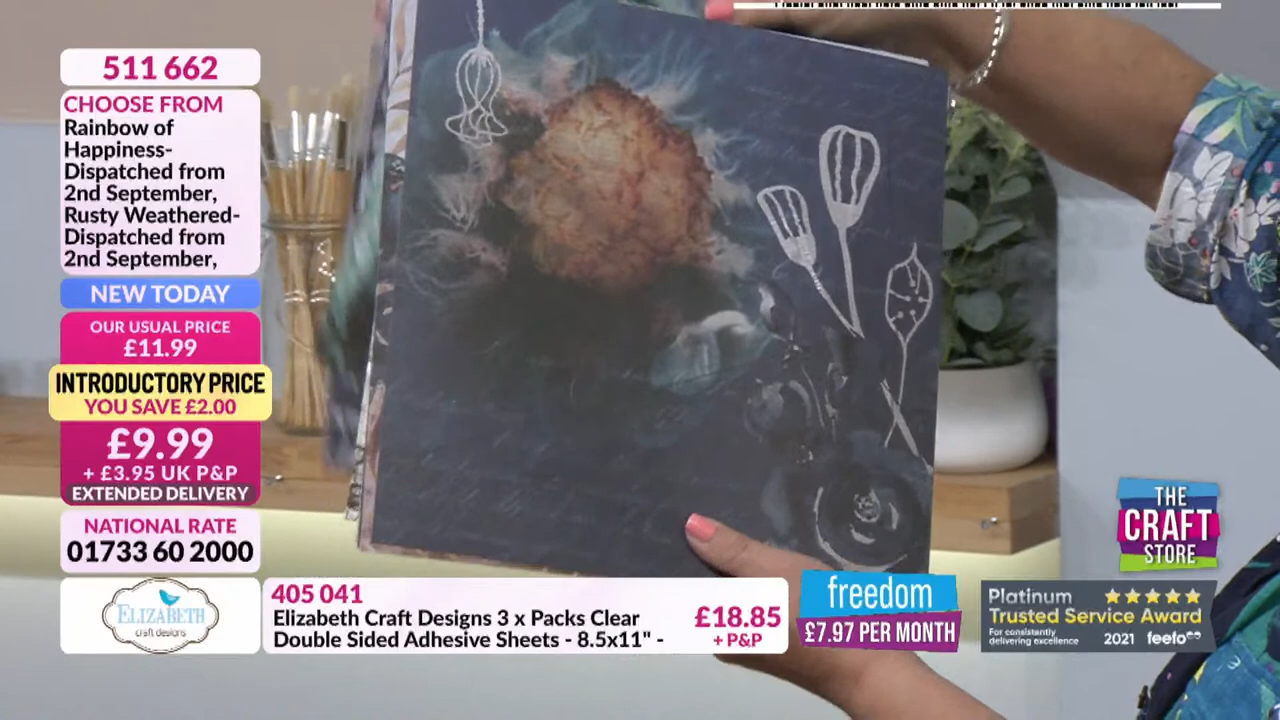 511 662
CHOOSE FROM
Rainbow of
Happiness-
Dispatched from
2nd September,
Rusty Weathered-
Dispatched from
2nd September,
NEW TODAY
OUR USUAL PRICE
£11.99
INTRODUCTORY PRICE
YOU SAVE £2.00
£9.99
+ £3.95 UK P&P
EXTENDED DELIVERY
NATIONAL RATE
01733 60 2000
ELIZABETH
craft designs
405 041
Elizabeth Craft Designs 3 x Packs Clear
Double Sided Adhesive Sheets - 8.5x11" -
£18.85
+ P&P
freedom
£7.97 PER MONTH
THE
CRAFT
STORE
Platinum
Trusted Service Award
For consistently
delivering excellence
2021 feefo